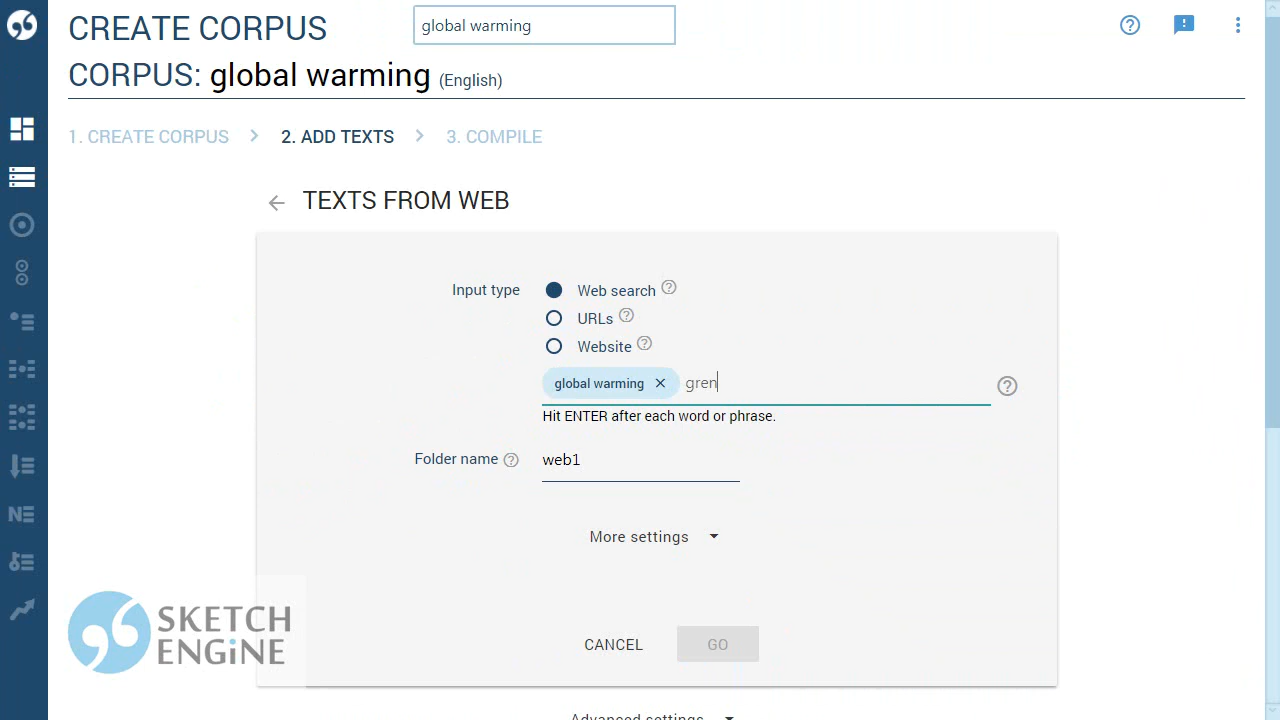 CREATE CORPUS
global warming
CORPUS: global warming (English)
1. CREATE CORPUS > 2. ADD TEXTS > 3. COMPILE
TEXTS FROM WEB
Input type
Web search
URLs
Website
global warming × gren
Hit ENTER after each word or phrase.
Folder name web1
More settings
CANCEL GO
SKETCH
ENGiNE
Advanced settings